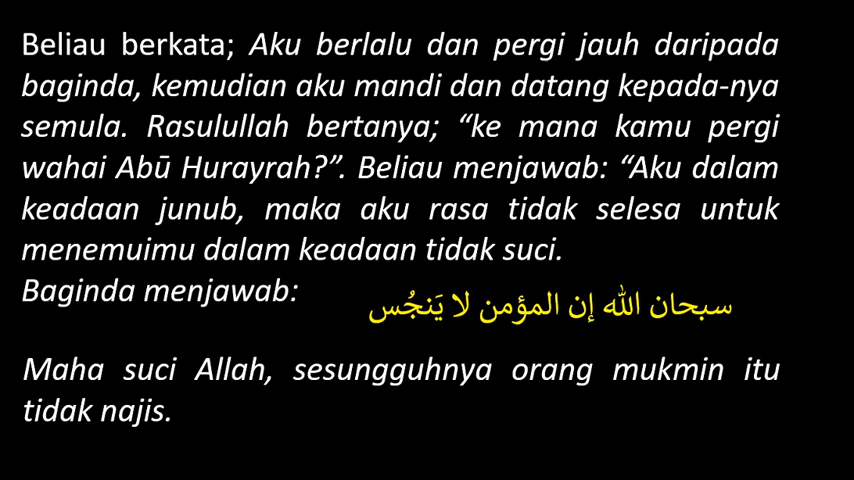 Beliau berkata; Aku berlalu dan pergi jauh daripada
baginda, kemudian aku mandi dan datang kepada-nya
semula. Rasulullah bertanya; “ke mana kamu pergi
wahai Abū Hurayrah?”. Beliau menjawab: “Aku dalam
keadaan junub, maka aku rasa tidak selesa untuk
menemuimu dalam keadaan tidak suci.
Baginda menjawab:
سبحان الله إن المؤمن لا يَنجُس
Maha suci Allah, sesungguhnya orang mukmin itu
tidak najis.